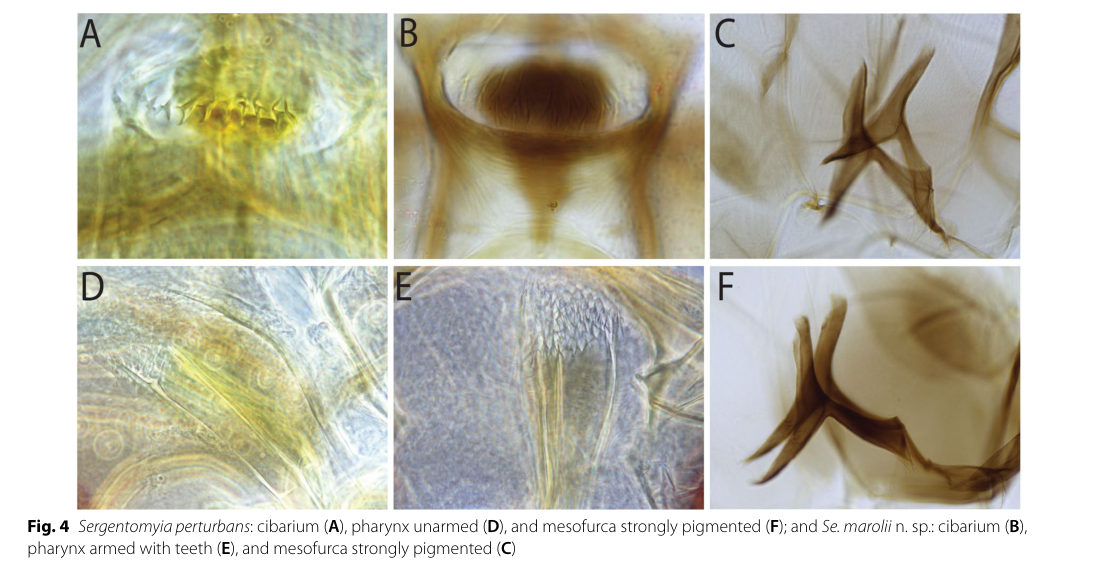 A
B
C
D
E
F
Fig. 4 Sergentomyia perturbans: cibarium (A), pharynx unarmed (D), and mesofurca strongly pigmented (F); and Se. marolii n. sp.: cibarium (B),
pharynx armed with teeth (E), and mesofurca strongly pigmented (C)